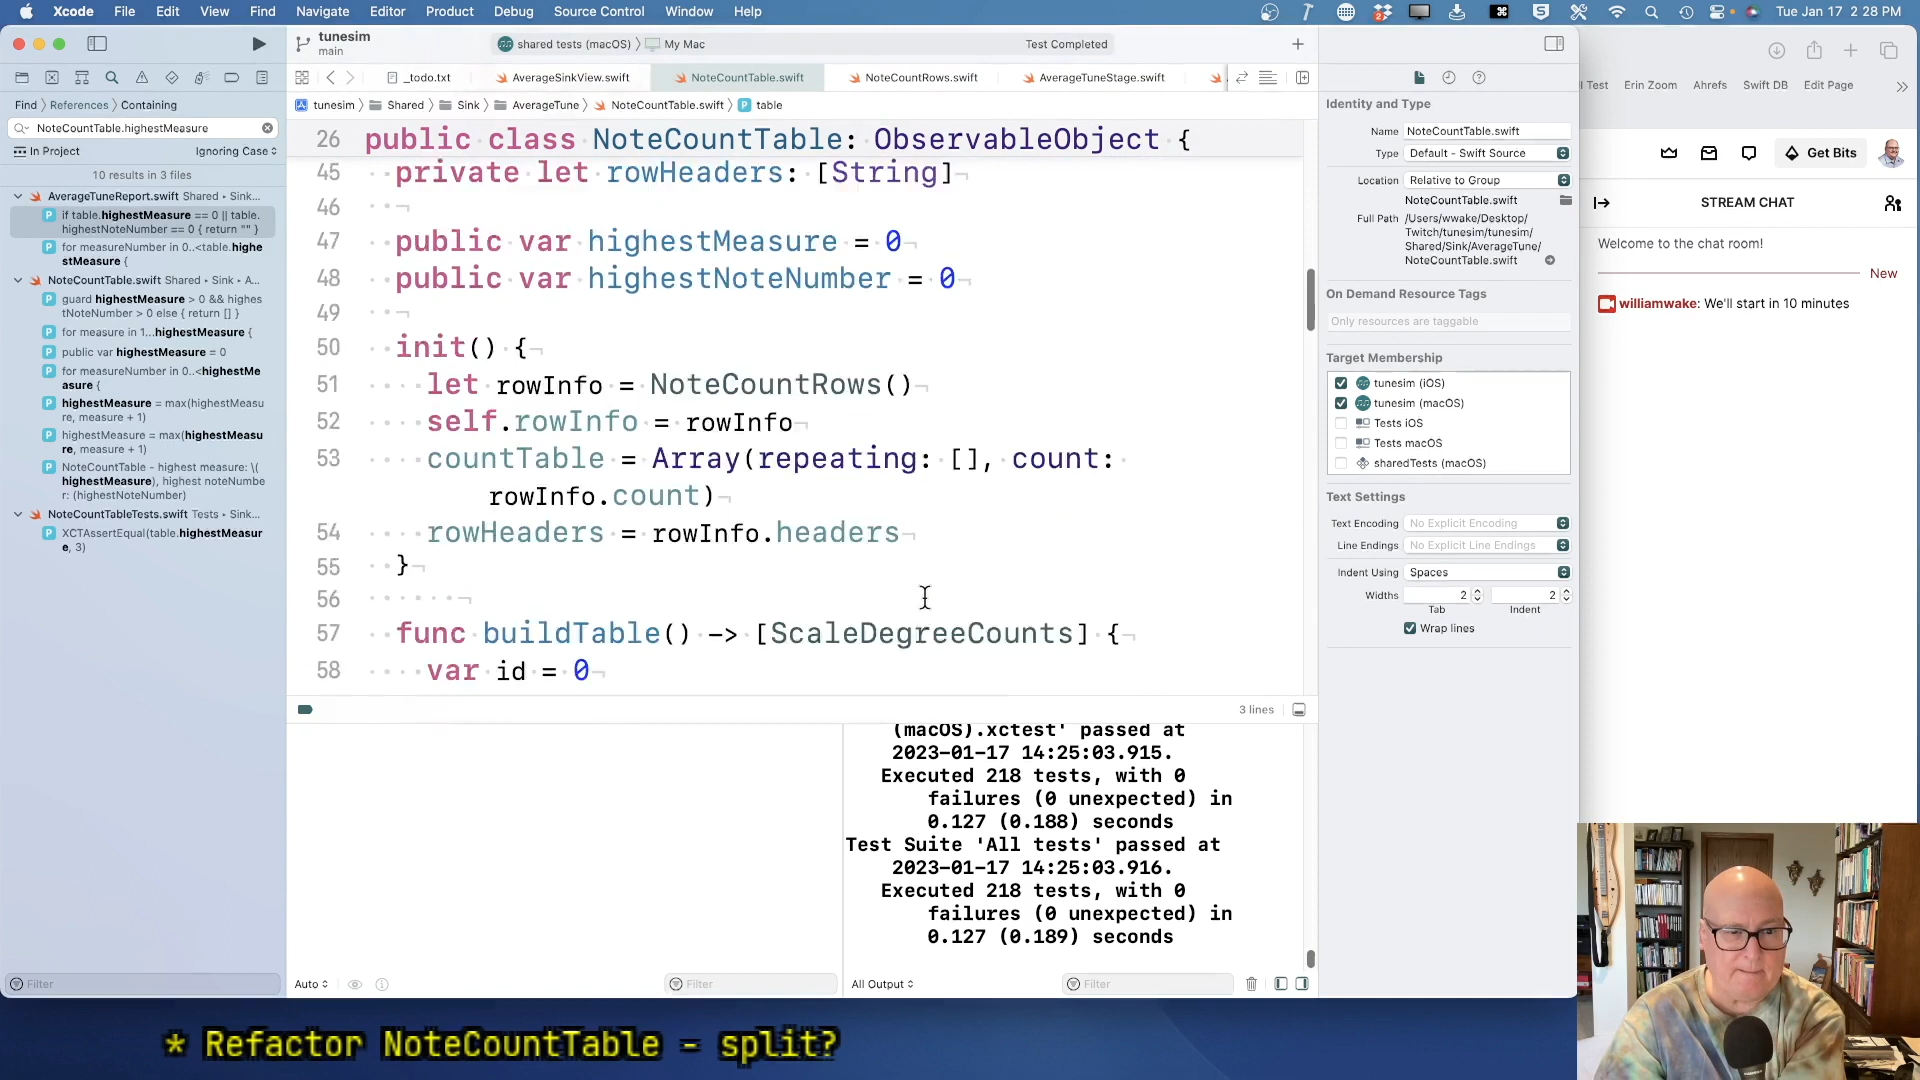 Xcode File Edit View Find Navigate Editor Product Debug Source Control Window Help
Tue Jan 17 2:28 PM
tunesim
main
shared tests (macOS) My Mac
Test Completed
_todo.txt
AverageSinkView.swift
NoteCountTable.swift
NoteCountRows.swift
AverageTuneStage.swift
Find References Containing
NoteCountTable.highestMeasure
In Project
Ignoring Case
10 results in 3 files
AverageTuneReport.swift Shared • Sink•
if table.highestMeasure == 0 || table.
highestNoteNumber == 0 { return "" }
for measureNumber in 0..<table.highe
stMeasure {
NoteCountTable.swift Shared • Sink • A...
guard highestMeasure > 0 && highes
tNoteNumber > 0 else { return [] }
for measure in 1...highestMeasure {
public var highestMeasure = 0
for measureNumber in 0..<highestMe
asure {
highestMeasure = max(highestMeasu
re, measure + 1)
highestMeasure = max(highestMeasu
re, measure + 1)
NoteCountTable - highest measure: \(
highestMeasure), highest noteNumbe
r: (highestNoteNumber)
NoteCountTableTests.swift Tests • Sink...
XCTAssertEqual(table.highestMeasur
e, 3)
Filter
tunesim Shared Sink AverageTune NoteCountTable.swift table
26 public class NoteCountTable: ObservableObject {
45 private let rowHeaders: [String]
46
47 public var highestMeasure = 0
48 public var highestNoteNumber = 0
49
50 init() {
51 let rowInfo = NoteCountRows()
52 self.rowInfo = rowInfo
53 countTable = Array(repeating: [], count:
rowInfo.count)
54 rowHeaders = rowInfo.headers
55 }
56
57 func buildTable() -> [ScaleDegreeCounts] {
58 var id = 0
3 lines
(macOS).xctest' passed at
2023-01-17 14:25:03.915.
Executed 218 tests, with 0
failures (0 unexpected) in
0.127 (0.188) seconds
Test Suite 'All tests' passed at
2023-01-17 14:25:03.916.
Executed 218 tests, with 0
failures (0 unexpected) in
0.127 (0.189) seconds
Auto
Filter
All Output
Filter
Identity and Type
Name NoteCountTable.swift
Type Default - Swift Source
Location Relative to Group
NoteCountTable.swift
Full Path /Users/wwake/Desktop/
Twitch/tunesim/tunesim/
Shared/Sink/AverageTune/
NoteCountTable.swift
On Demand Resource Tags
Only resources are taggable
Target Membership
tunesim (iOS)
tunesim (macOS)
Tests iOS
Tests macOS
sharedTests (macOS)
Text Settings
Text Encoding No Explicit Encoding
Line Endings No Explicit Line Endings
Indent Using Spaces
Widths 2 2
Tab Indent
Wrap lines
l Test Erin Zoom Ahrefs Swift DB Edit Page
Get Bits
STREAM CHAT
Welcome to the chat room!
New
williamwake: We'll start in 10 minutes
* Refactor NoteCountTable - split?